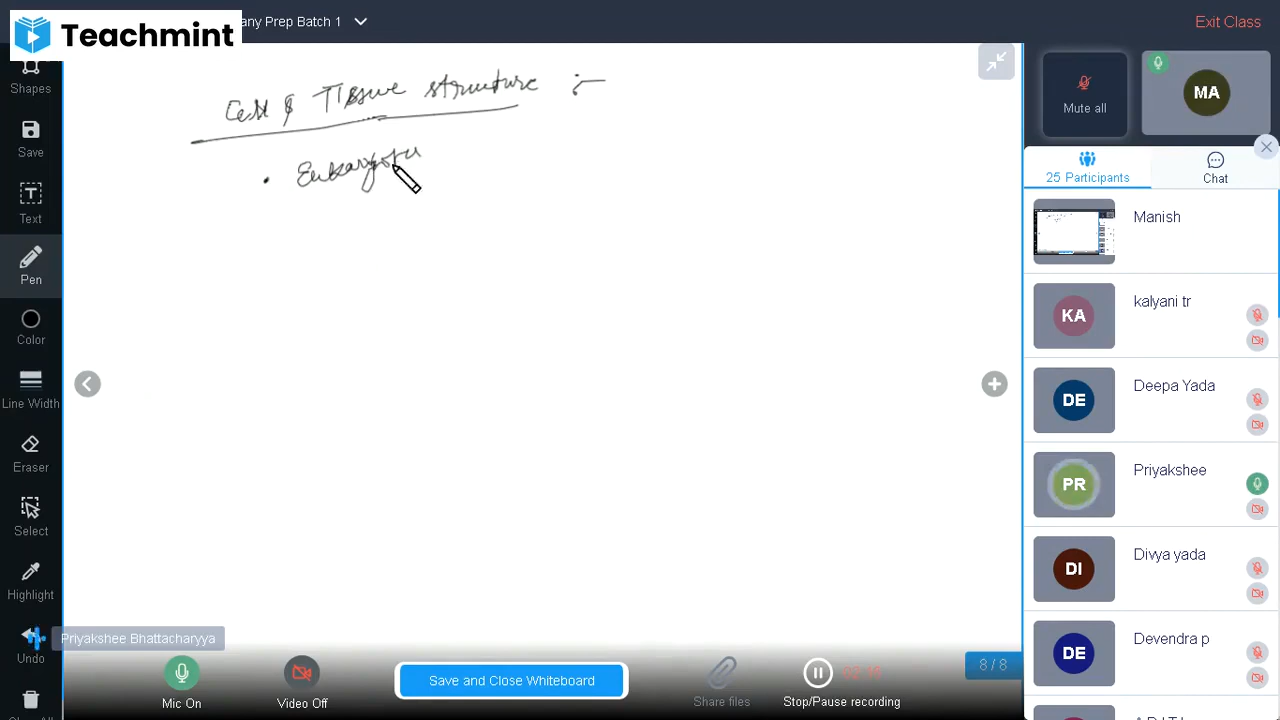 Teachmint
any Prep Batch 1
Exit Class
Shapes
Save
Text
Pen
Color
Line Width
Eraser
Select
Highlight
Undo
Cell & Tissue structure :-
• Eukaryotic
Mute all
MA
25 Participants
Chat
Manish
KA
kalyani tr
DE
Deepa Yada
PR
Priyakshee
DI
Divya yada
DE
Devendra p
Priyakshee Bhattacharyya
Mic On
Video Off
Save and Close Whiteboard
Share files
Stop/Pause recording
8 / 8